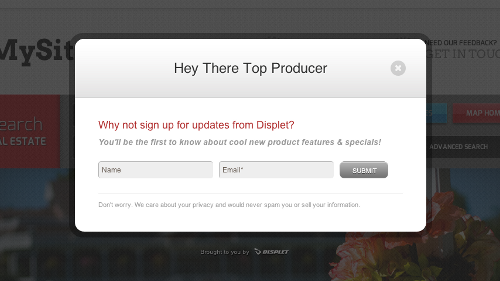 MySit
NEED OUR FEEDBACK?
GET IN TOUC
Hey There Top Producer
earch
AL ESTATE
MAP HOM
ADVANCED SEARCH
Why not sign up for updates from Displet?
You'll be the first to know about cool new product features & specials!
Name
Email*
SUBMIT
Don't worry. We care about your privacy and would never spam you or sell your information.
Brought to you by DISPLET